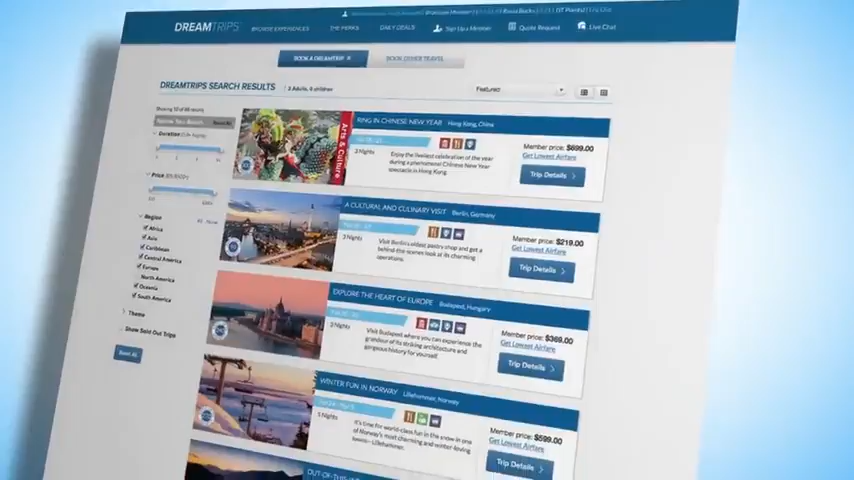 DREAMTRIPS
BROWSE EXPERIENCES
THE PERKS
DAILY DEALS
Sign Up a Member
Quote Request
Live Chat
BOOK A DREAMTRIP
BOOK OTHER TRAVEL
DREAMTRIPS SEARCH RESULTS
2 Adults, 0 children
Featured
Duration
Price
Region
Africa
Asia
Caribbean
Central America
Europe
North America
Oceania
South America
Theme
Show Sold Out Trips
Reset All
Arts & Culture
RING IN CHINESE NEW YEAR Hong Kong, China
3 Nights
Enjoy the liveliest celebration of the year
during a phenomenal Chinese New Year
spectacle in Hong Kong.
Member price: $699.00
Get Lowest Airfare
Trip Details
A CULTURAL AND CULINARY VISIT Berlin, Germany
3 Nights
Visit Berlin's oldest pastry shop and get a
behind-the-scenes look at its charming
operations.
Member price: $219.00
Get Lowest Airfare
Trip Details
EXPLORE THE HEART OF EUROPE Budapest, Hungary
3 Nights
Visit Budapest where you can experience the
grandeur of its striking architecture and
gorgeous history for yourself.
Member price: $369.00
Get Lowest Airfare
Trip Details
WINTER FUN IN NORWAY Lillehammer, Norway
5 Nights
It's time for world-class fun in the snow in one
of Norway's most charming and winter-loving
towns—Lillehammer.
Member price: $599.00
Get Lowest Airfare
Trip Details